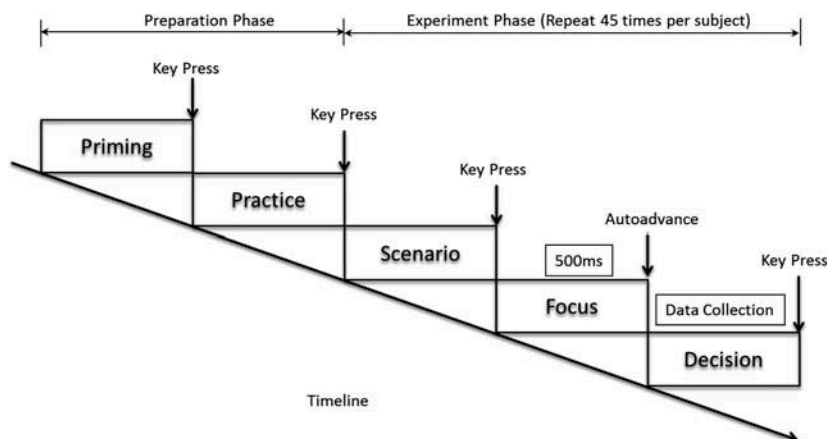 Preparation Phase
Experiment Phase (Repeat 45 times per subject)
Key Press
Priming
Key Press
Practice
Key Press
Scenario
Autoadvance
500ms
Focus
Key Press
Data Collection
Decision
Timeline